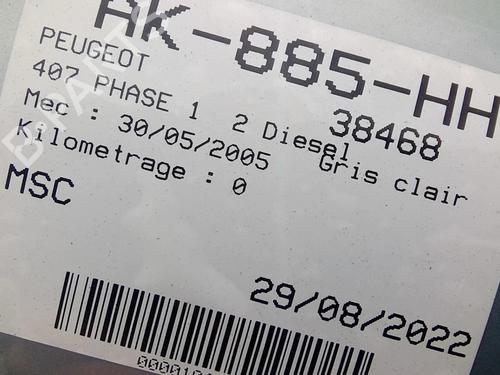 AK-885-HH
PEUGEOT
38468
407 PHASE 1 2 Diesel
Gris clair
Mec : 30/05/2005
Kilometrage : 0
MSC
29/08/2022
B-PARTS